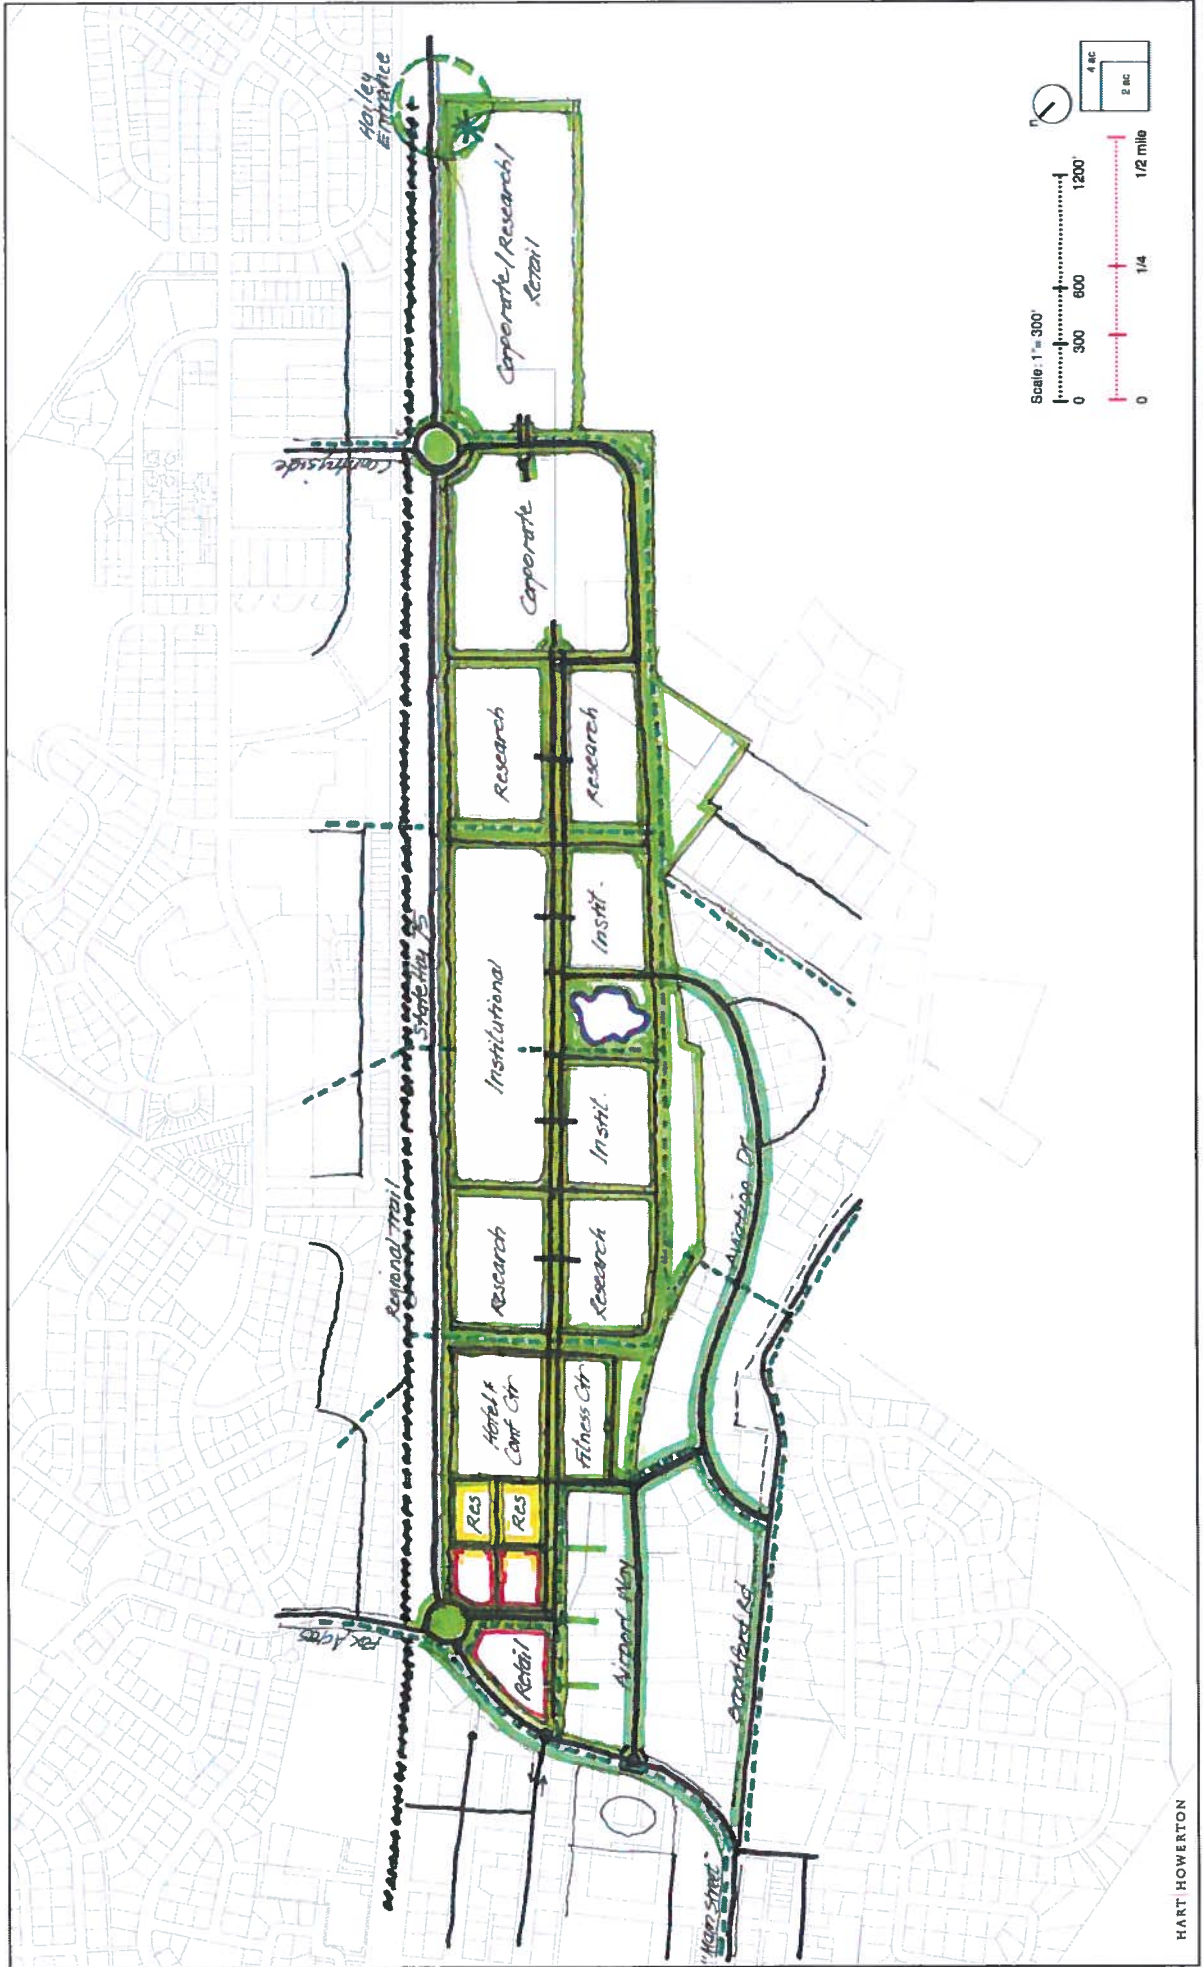 Hailey
Entrance
Corporate/Research/
Retail
Countryside
Corporate
Research
Research
State Hwy 75
Institutional
Instit.
Instit.
Regional Trail
Research
Research
Hotel &
Conf Ctr
Fitness Ctr
Res
Res
Fox Acres
Retail
Aviation Dr
Airport Way
Broadford Rd
"Main Street"
n
4 ac
2 ac
Scale: 1" = 300'
0 300 600 1200'
0 1/4 1/2 mile
HART HOWERTON